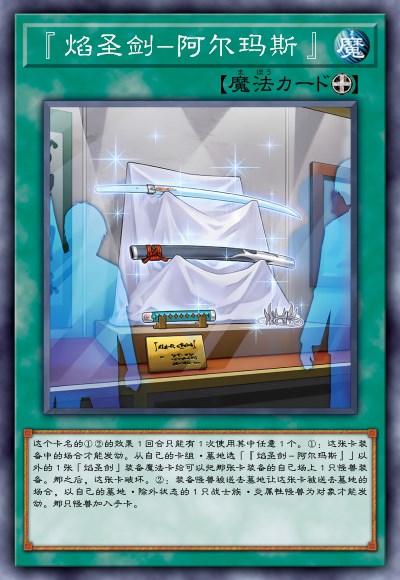 『焰圣剑-阿尔玛斯』
魔
【魔法カード】
まほう
这个卡名的①②的效果1回合只能有1次使用其中任意1个。①：这张卡装
备中的场合才能发动。从自己的卡组・墓地选「『焰圣剑-阿尔玛斯』」以
外的1张「焰圣剑」装备魔法卡给可以把那张卡装备的自己场上1只怪兽装
备。那之后，这张卡破坏。②：装备怪兽被送去墓地让这张卡被送去墓地的
场合，以自己的墓地・除外状态的1只战士族・炎属性怪兽为对象才能发
动。那只怪兽加入手卡。